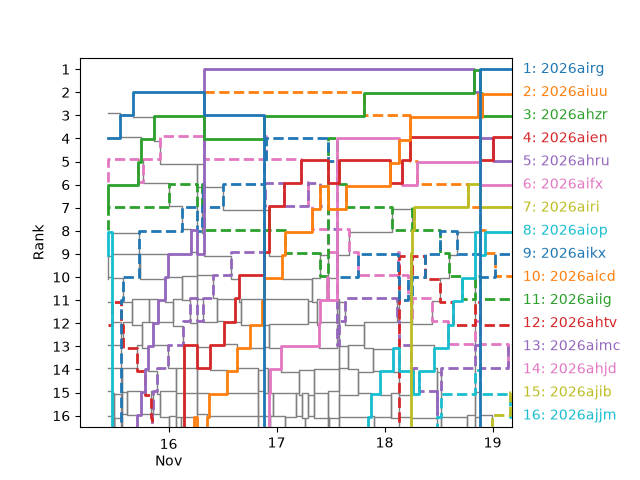 1
2
3
4
5
6
7
8
9
10
11
12
13
14
15
16
Rank
16
17
18
19
Nov
1: 2026airg
2: 2026aiuu
3: 2026ahzr
4: 2026aien
5: 2026ahru
6: 2026aifx
7: 2026airi
8: 2026aiop
9: 2026aikx
10: 2026aicd
11: 2026aiig
12: 2026ahtv
13: 2026aimc
14: 2026ahjd
15: 2026ajib
16: 2026ajjm